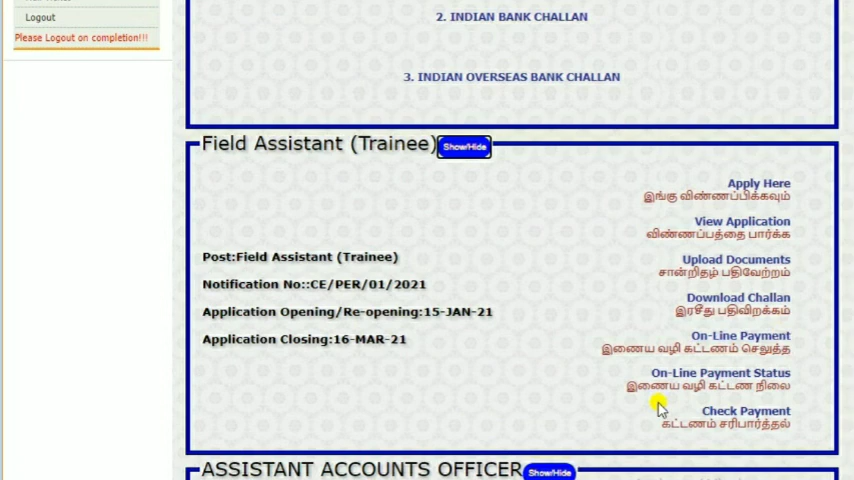 Logout
Please Logout on completion!!!
2. INDIAN BANK CHALLAN
3. INDIAN OVERSEAS BANK CHALLAN
Field Assistant (Trainee) Show/Hide
Apply Here
இங்கு விண்ணப்பிக்கவும்
View Application
விண்ணப்பத்தை பார்க்க
Upload Documents
சான்றிதழ் பதிவேற்றம்
Download Challan
இரசீது பதிவிறக்கம்
On-Line Payment
இணைய வழி கட்டணம் செலுத்த
On-Line Payment Status
இணைய வழி கட்டண நிலை
Check Payment
கட்டணம் சரிபார்த்தல்
Post:Field Assistant (Trainee)
Notification No::CE/PER/01/2021
Application Opening/Re-opening:15-JAN-21
Application Closing:16-MAR-21
ASSISTANT ACCOUNTS OFFICER Show/Hide